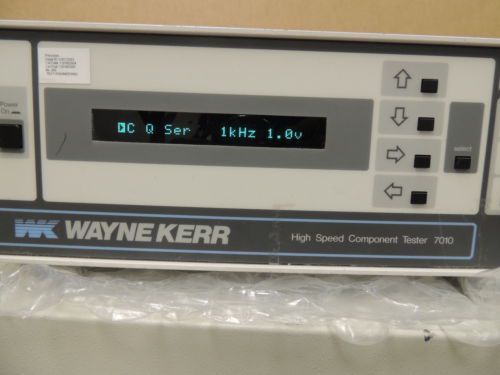 Power
On
C Q Ser 1kHz 1.0v
select
WK WAYNE KERR
High Speed Component Tester 7010